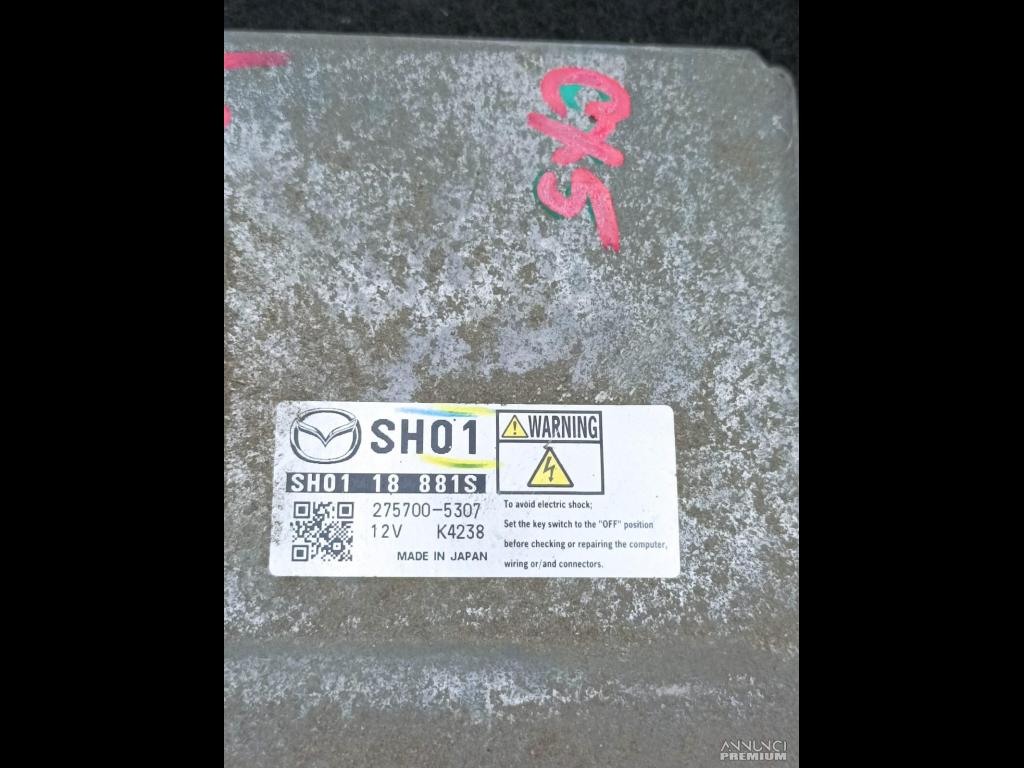 CX5
SH01
SH01 18 881S
275700-5307
12V K4238
MADE IN JAPAN
WARNING
To avoid electric shock;
Set the key switch to the "OFF" position
before checking or repairing the computer,
wiring or/and connectors.
ANNUNCI
PREMIUM